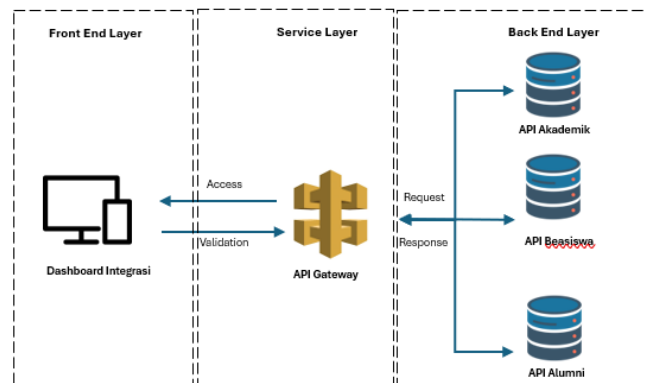 Front End Layer
Service Layer
Back End Layer
API Akademik
Access
Request
Validation
Response
Dashboard Integrasi
API Gateway
API Beasiswa
API Alumni